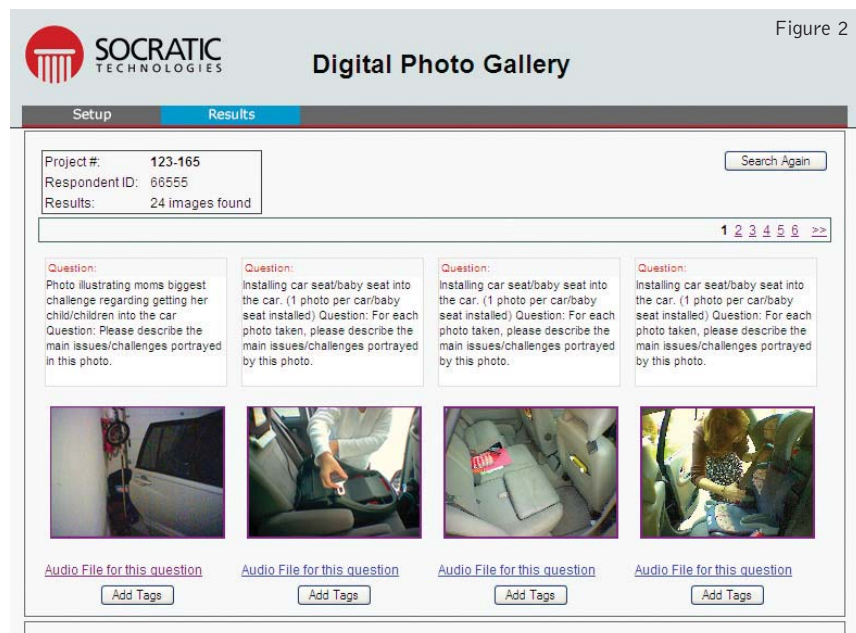 Figure 2
SOCRATIC
TECHNOLOGIES
Digital Photo Gallery
Setup Results
Project #: 123-165
Respondent ID: 66555
Results: 24 images found
Search Again
1 2 3 4 5 6 >>
Question:
Photo illustrating moms biggest
challenge regarding getting her
child/children into the car
Question: Please describe the
main issues/challenges portrayed
in this photo.
Question:
Installing car seat/baby seat into
the car. (1 photo per car/baby
seat installed) Question: For each
photo taken, please describe the
main issues/challenges portrayed
by this photo.
Question:
Installing car seat/baby seat into
the car. (1 photo per car/baby
seat installed) Question: For each
photo taken, please describe the
main issues/challenges portrayed
by this photo.
Question:
Installing car seat/baby seat into
the car. (1 photo per car/baby
seat installed) Question: For each
photo taken, please describe the
main issues/challenges portrayed
by this photo.
Audio File for this question Audio File for this question Audio File for this question Audio File for this question
Add Tags Add Tags Add Tags Add Tags